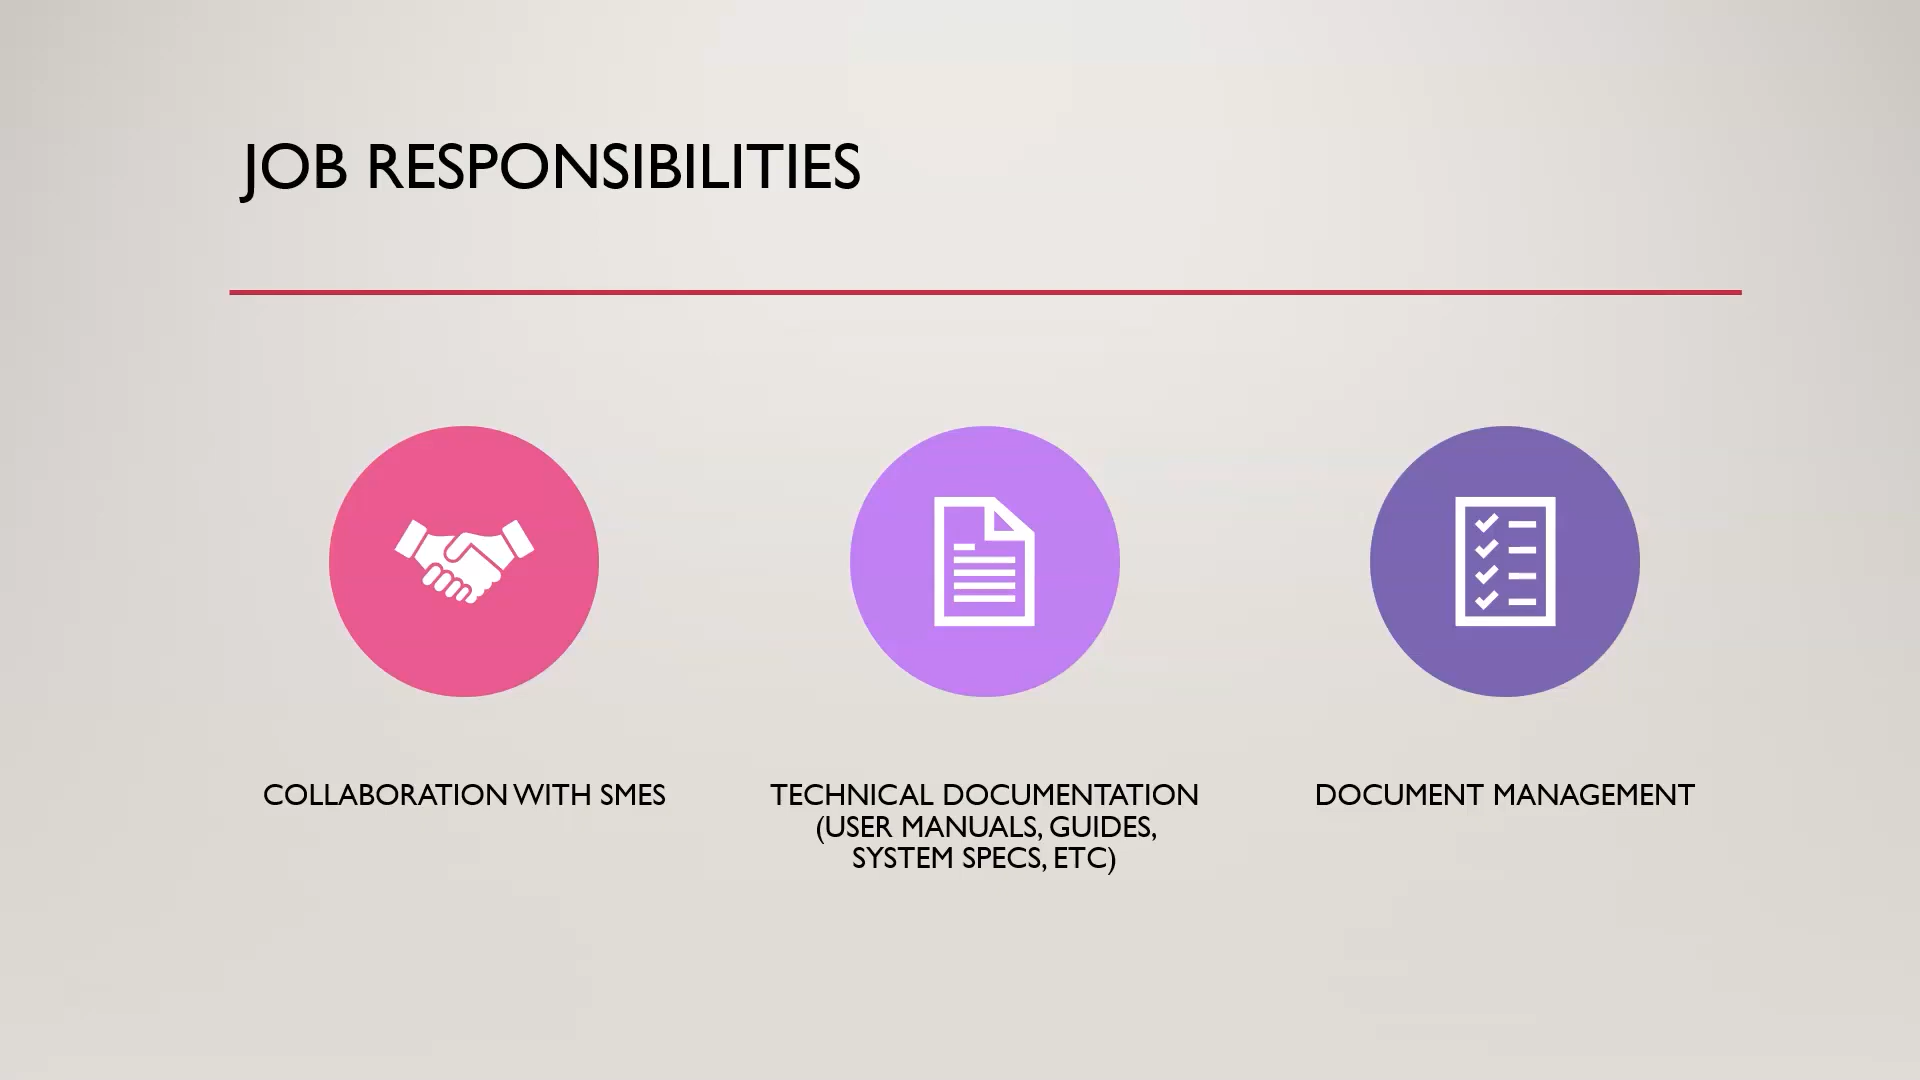 JOB RESPONSIBILITIES
COLLABORATION WITH SMES
TECHNICAL DOCUMENTATION
(USER MANUALS, GUIDES,
SYSTEM SPECS, ETC)
DOCUMENT MANAGEMENT